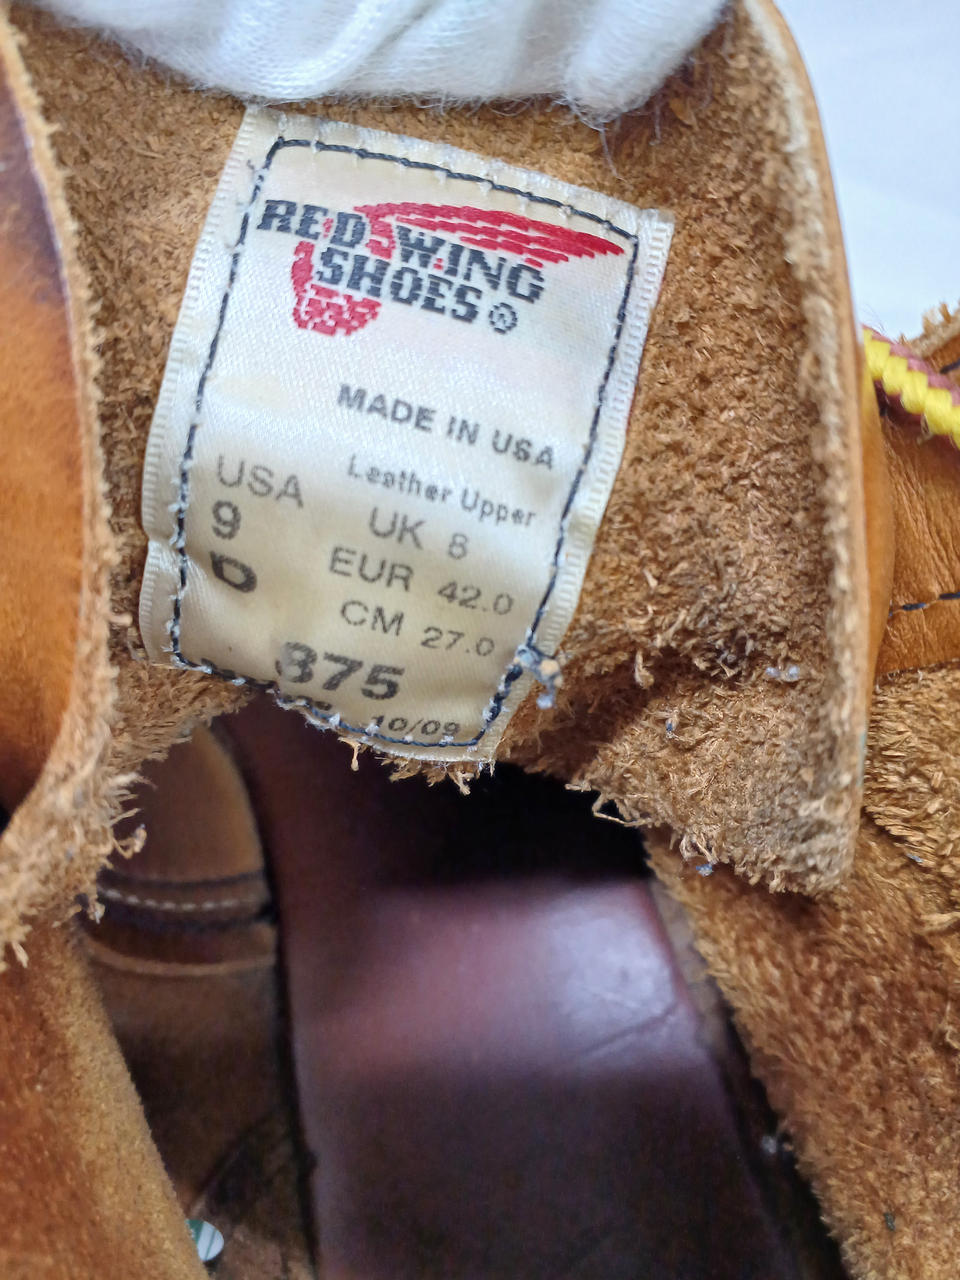 RED WING
SHOES®
MADE IN USA
Leather Upper
USA
9
D
UK 8
EUR 42.0
CM 27.0
875
10/09